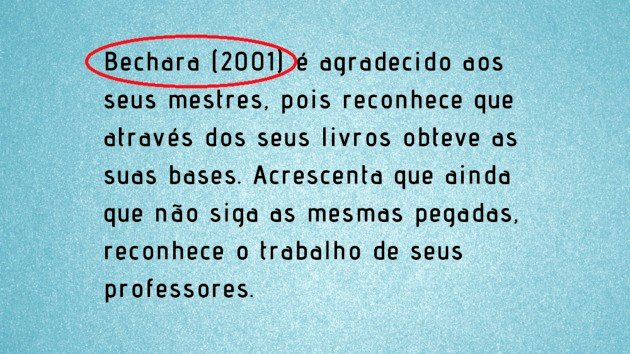 Bechara (2001) é agradecido aos
seus mestres, pois reconhece que
através dos seus livros obteve as
suas bases. Acrescenta que ainda
que não siga as mesmas pegadas,
reconhece o trabalho de seus
professores.